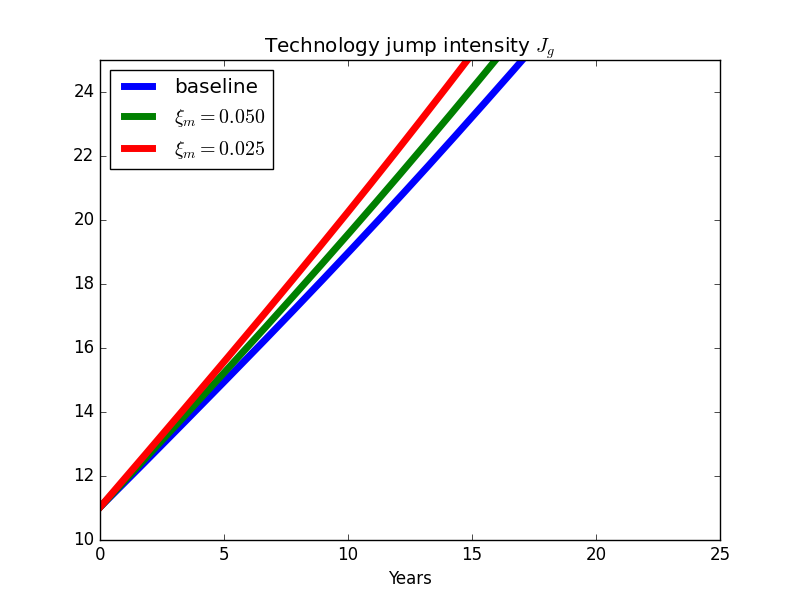 Technology jump intensity $J_g$
baseline
$\xi_m = 0.050$
$\xi_m = 0.025$
24
22
20
18
16
14
12
10
0 5 10 15 20 25
Years